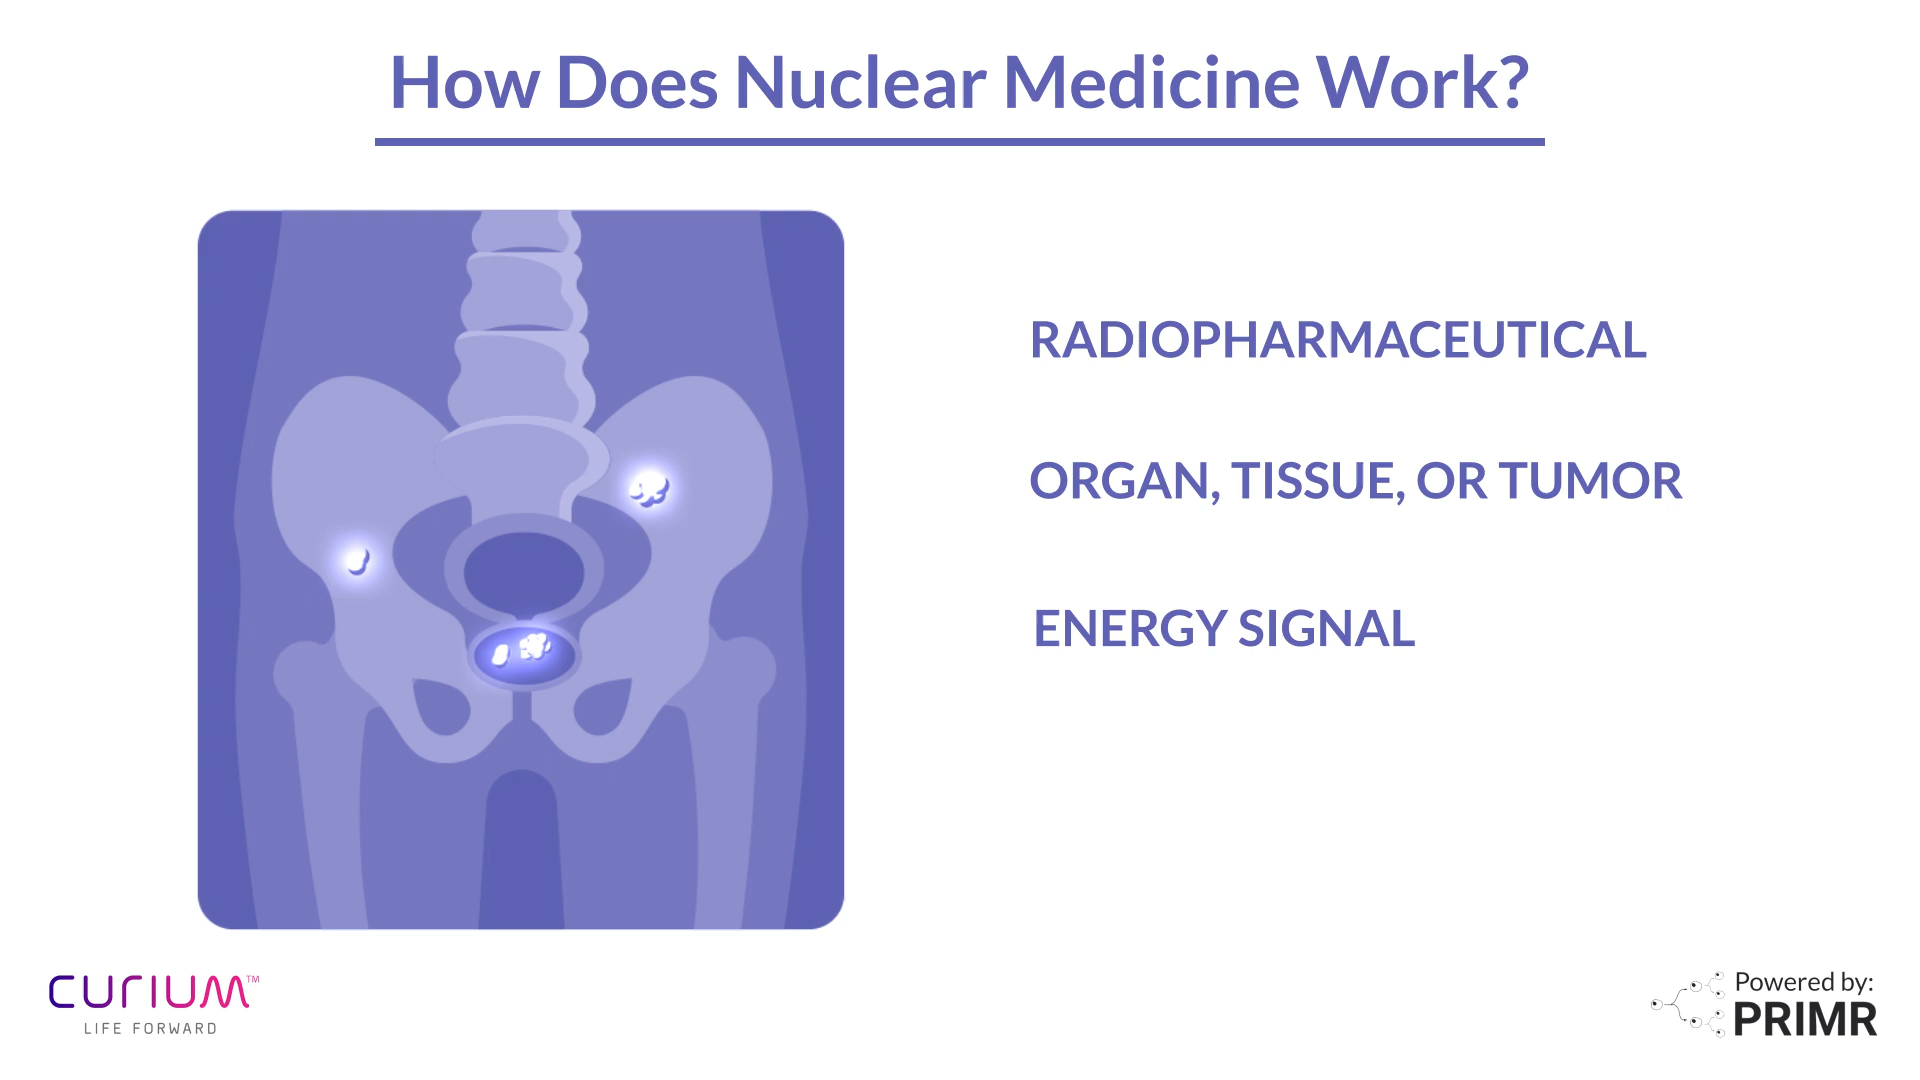 How Does Nuclear Medicine Work?
RADIOPHARMACEUTICAL
ORGAN, TISSUE, OR TUMOR
ENERGY SIGNAL
CURIUM™
LIFE FORWARD
Powered by:
PRIMR